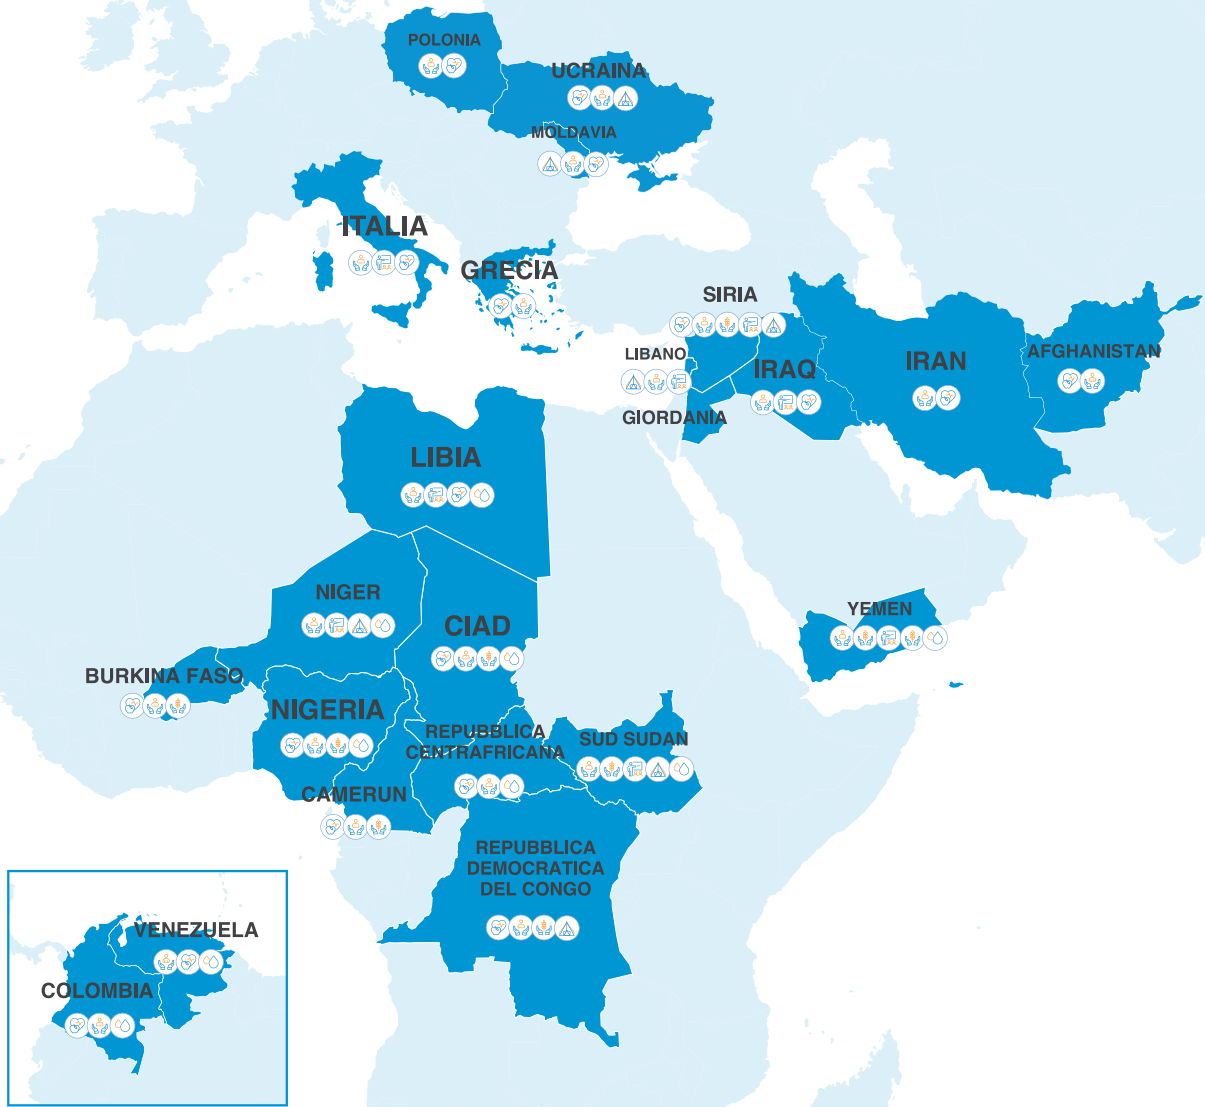 POLONIA
UCRAINA
MOLDAVIA
ITALIA
GRECIA
SIRIA
LIBANO
IRAQ
IRAN
AFGHANISTAN
GIORDANIA
LIBIA
NIGER
CIAD
YEMEN
BURKINA FASO
NIGERIA
REPUBBLICA
CENTRAFRICANA
SUD SUDAN
CAMERUN
REPUBBLICA
DEMOCRATICA
DEL CONGO
VENEZUELA
COLOMBIA